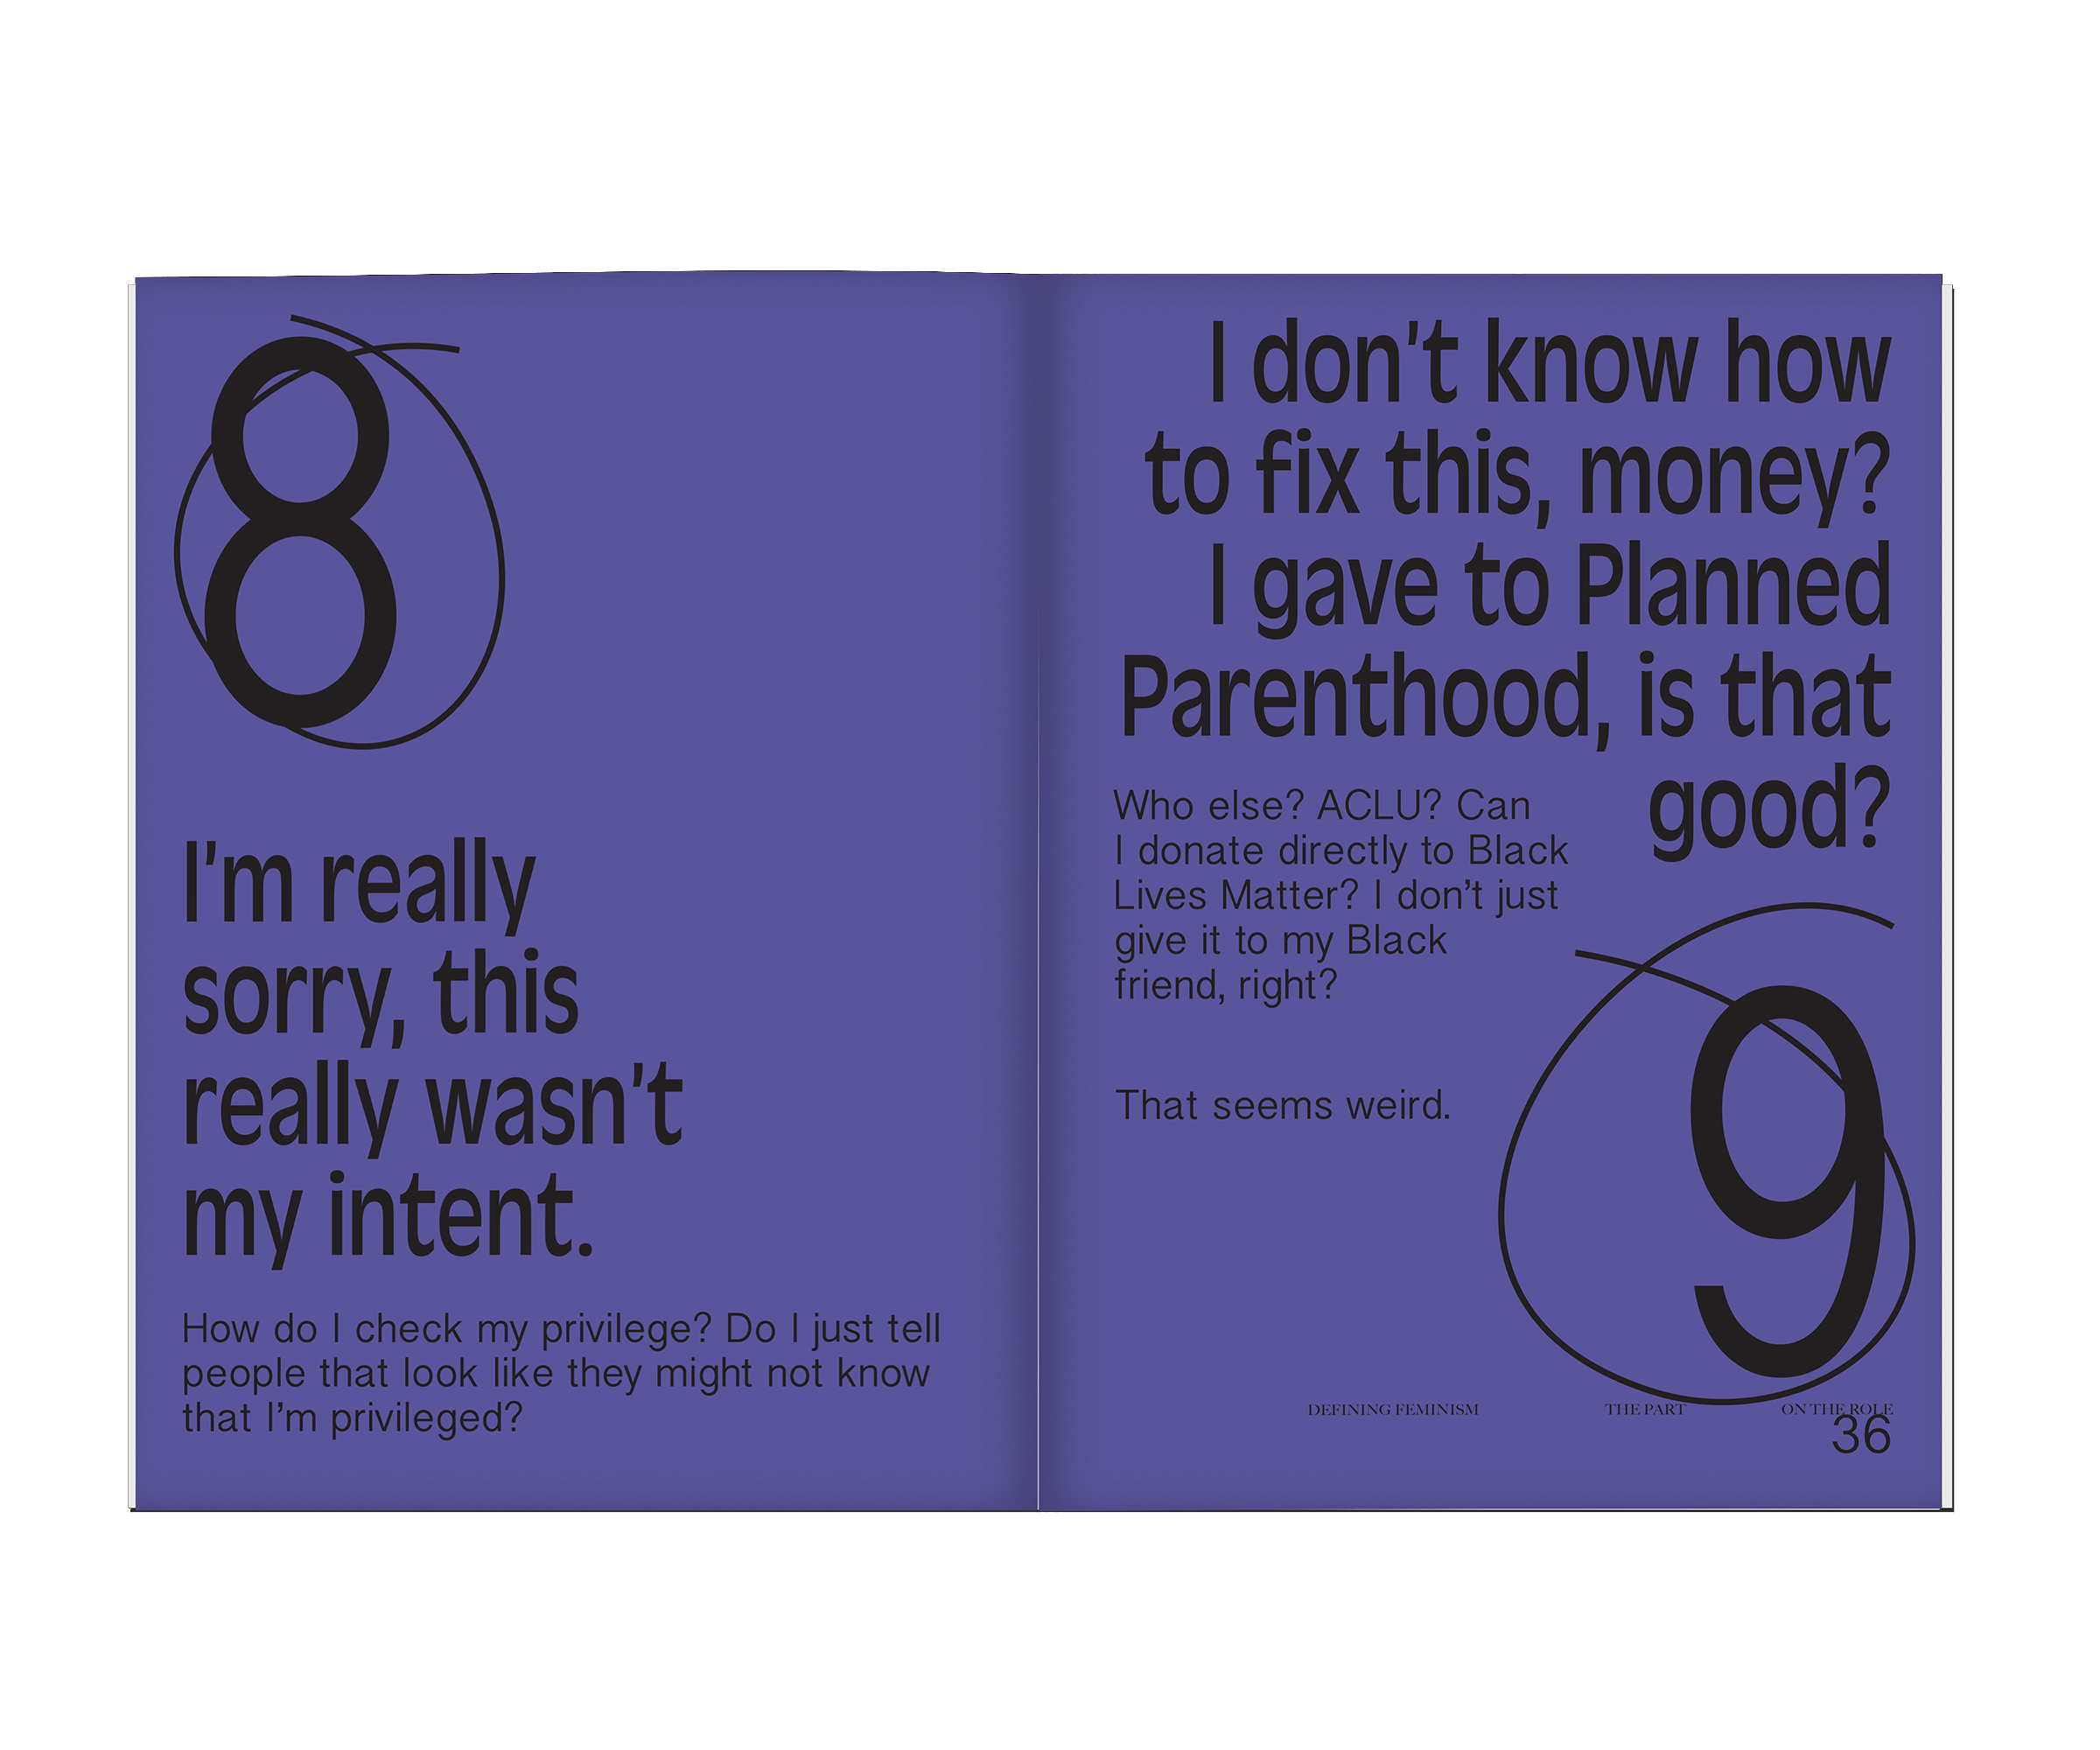 8
I’m really
sorry, this
really wasn’t
my intent.
How do I check my privilege? Do I just tell
people that look like they might not know
that I’m privileged?
I don’t know how
to fix this, money?
I gave to Planned
Parenthood, is that
good?
Who else? ACLU? Can
I donate directly to Black
Lives Matter? I don’t just
give it to my Black
friend, right?
That seems weird.
9
DEFINING FEMINISM THE PART ON THE ROLE
36